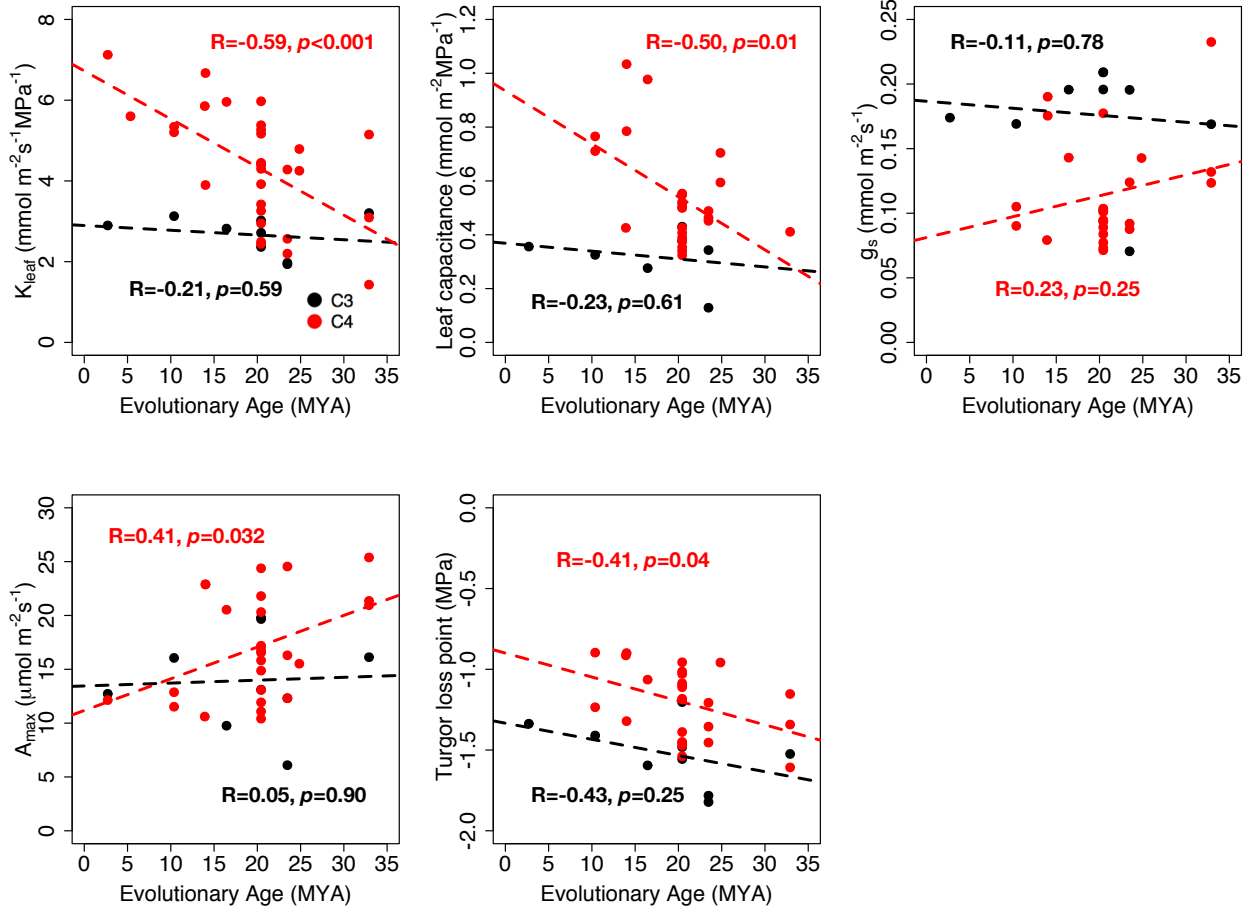 R=-0.59, p<0.001
K_leaf (mmol m⁻²s⁻¹MPa⁻¹)
0 2 4 6 8
R=-0.21, p=0.59
C3
C4
0 5 10 15 20 25 30 35
Evolutionary Age (MYA)
R=-0.50, p=0.01
Leaf capacitance (mmol m⁻²MPa⁻¹)
0.0 0.2 0.4 0.6 0.8 1.0 1.2
R=-0.23, p=0.61
0 5 10 15 20 25 30 35
Evolutionary Age (MYA)
R=-0.11, p=0.78
g_s (mmol m⁻²s⁻¹)
0.00 0.05 0.10 0.15 0.20 0.25
R=0.23, p=0.25
0 5 10 15 20 25 30 35
Evolutionary Age (MYA)
R=0.41, p=0.032
A_max (μmol m⁻²s⁻¹)
0 5 10 15 20 25 30
R=0.05, p=0.90
0 5 10 15 20 25 30 35
Evolutionary Age (MYA)
R=-0.41, p=0.04
Turgor loss point (MPa)
-2.0 -1.5 -1.0 -0.5 0.0
R=-0.43, p=0.25
0 5 10 15 20 25 30 35
Evolutionary Age (MYA)